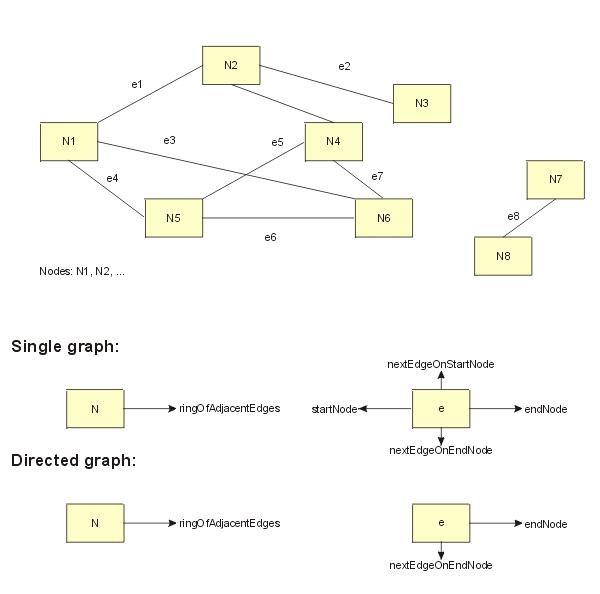 N2
e2
e1
N3
N1
e3
e5
N4
e4
e7
N7
N5
N6
e8
e6
N8
Nodes: N1, N2, ...
Single graph:
nextEdgeOnStartNode
N
ringOfAdjacentEdges
startNode
e
endNode
nextEdgeOnEndNode
Directed graph:
N
ringOfAdjacentEdges
e
endNode
nextEdgeOnEndNode